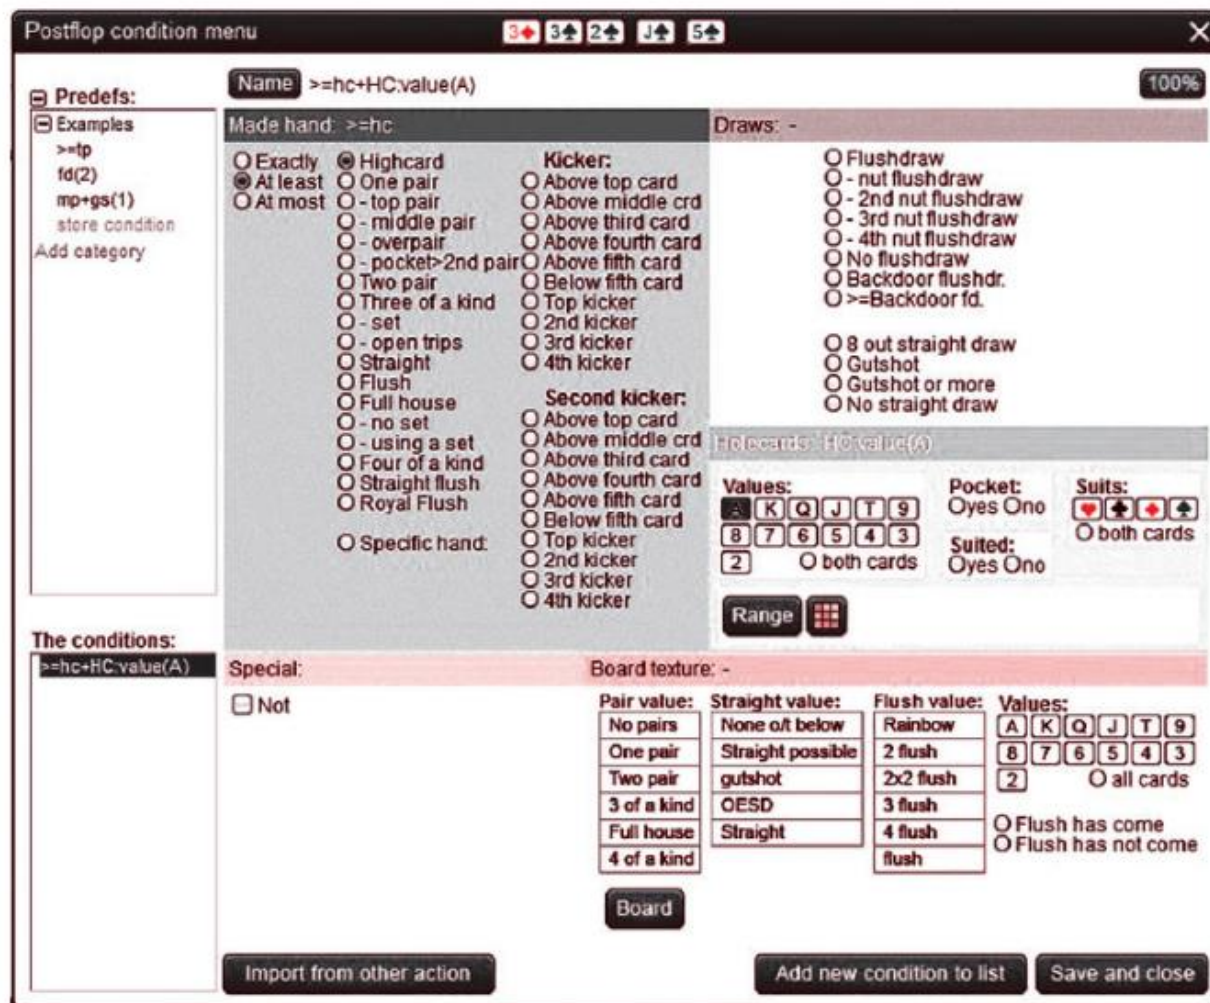 Postflop condition menu 3♦ 3♠ 2♠ J♠ 5♠
Name >=hc+HC:value(A) 100%
Predefs:
Examples
>=tp
fd(2)
mp+gs(1)
store condition
Add category
The conditions:
>=hc+HC:value(A)
Made hand: >=hc
Exactly
At least
At most
Highcard
One pair
- top pair
- middle pair
- overpair
- pocket>2nd pair
Two pair
Three of a kind
- set
- open trips
Straight
Flush
Full house
- no set
- using a set
Four of a kind
Straight flush
Royal Flush
Specific hand:
Kicker:
Above top card
Above middle crd
Above third card
Above fourth card
Above fifth card
Below fifth card
Top kicker
2nd kicker
3rd kicker
4th kicker
Second kicker:
Above top card
Above middle crd
Above third card
Above fourth card
Above fifth card
Below fifth card
Top kicker
2nd kicker
3rd kicker
4th kicker
Draws: -
Flushdraw
- nut flushdraw
- 2nd nut flushdraw
- 3rd nut flushdraw
- 4th nut flushdraw
No flushdraw
Backdoor flushdr.
>=Backdoor fd.
8 out straight draw
Gutshot
Gutshot or more
No straight draw
Holecards: HC:value(A)
Values:
A K Q J T 9
8 7 6 5 4 3
2 both cards
Pocket:
yes no
Suited:
yes no
Suits:
♥ ♣ ♦ ♠
both cards
Range
Special:
Not
Board texture: -
Pair value:
No pairs
One pair
Two pair
3 of a kind
Full house
4 of a kind
Straight value:
None o/t below
Straight possible
gutshot
OESD
Straight
Flush value:
Rainbow
2 flush
2x2 flush
3 flush
4 flush
flush
Values:
A K Q J T 9
8 7 6 5 4 3
2 all cards
Flush has come
Flush has not come
Board
Import from other action
Add new condition to list
Save and close